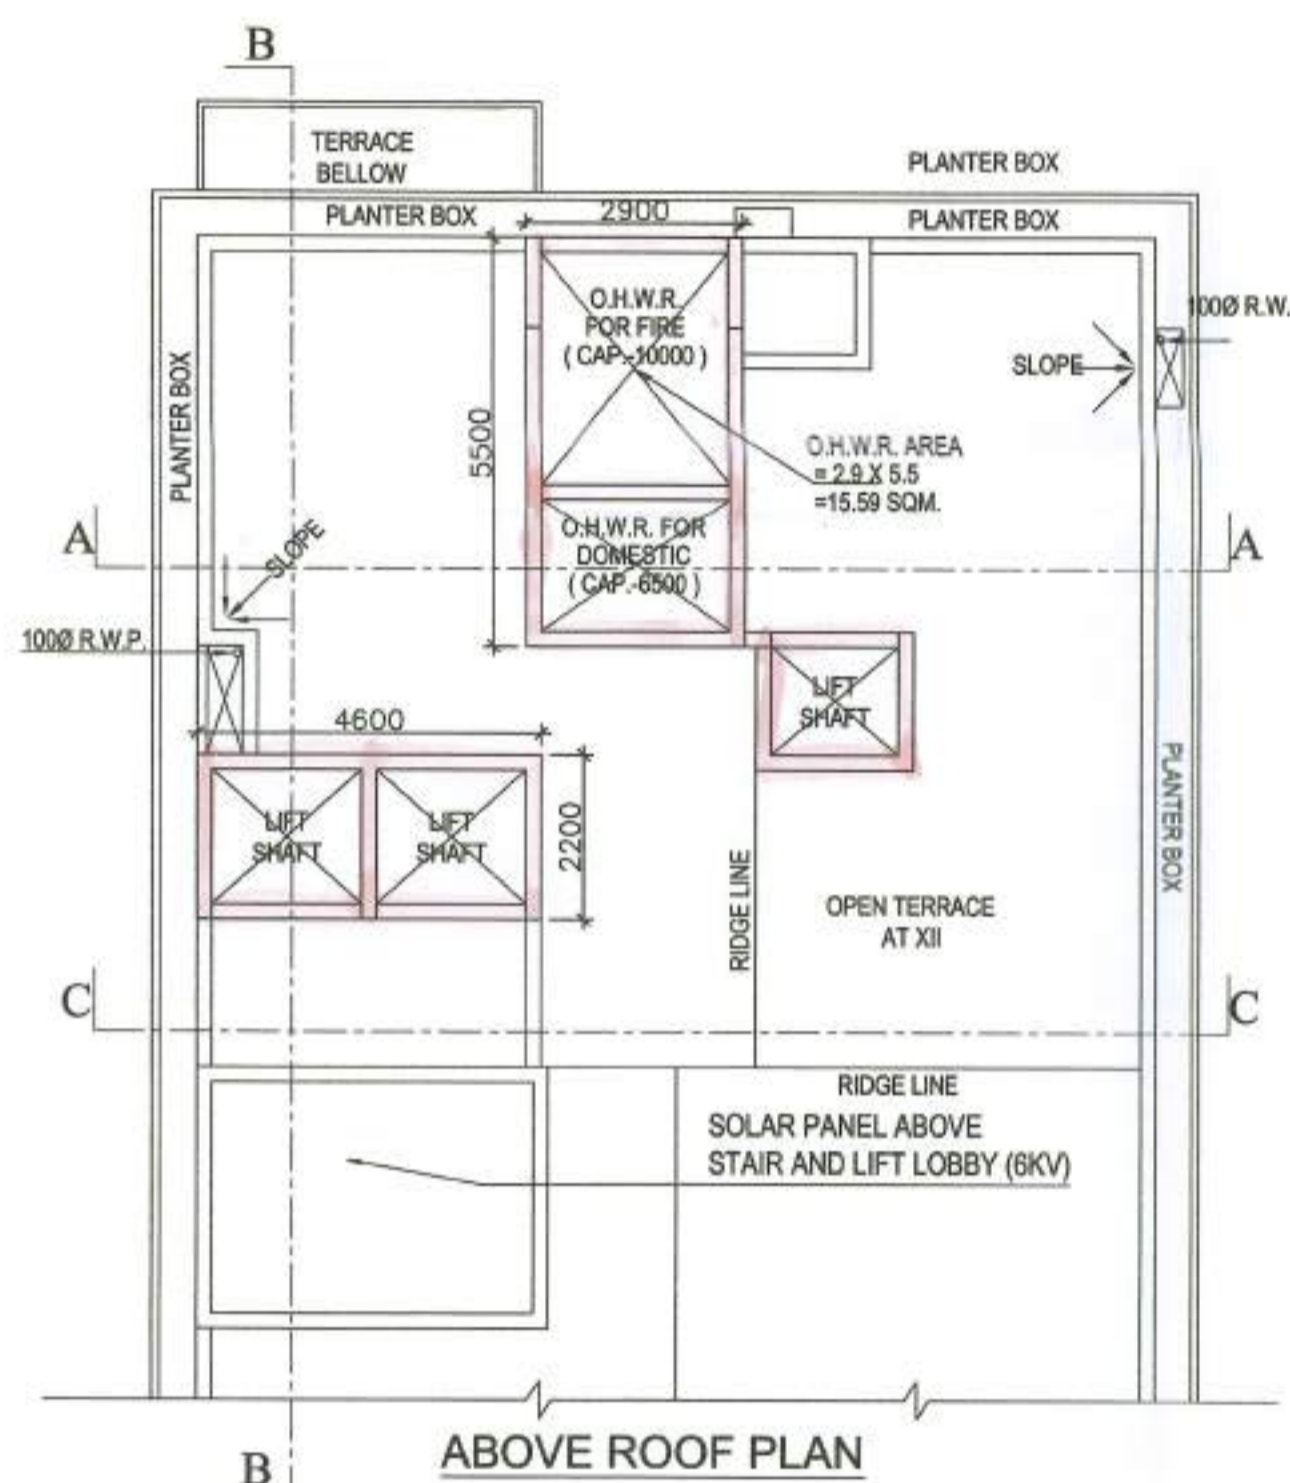 B
TERRACE
BELLOW
PLANTER BOX
PLANTER BOX
2900
PLANTER BOX
O.H.W.R.
POR FIRE
( CAP.-10000 )
100Ø R.W.
SLOPE
PLANTER BOX
5500
O.H.W.R. AREA
= 2.9 X 5.5
=15.59 SQM.
O.H.W.R. FOR
DOMESTIC
( CAP.-6500 )
A
A
SLOPE
100Ø R.W.P.
LIFT
SHAFT
4600
LIFT
SHAFT
LIFT
SHAFT
2200
PLANTER BOX
RIDGE LINE
OPEN TERRACE
AT XII
C
C
RIDGE LINE
SOLAR PANEL ABOVE
STAIR AND LIFT LOBBY (6KV)
ABOVE ROOF PLAN
B